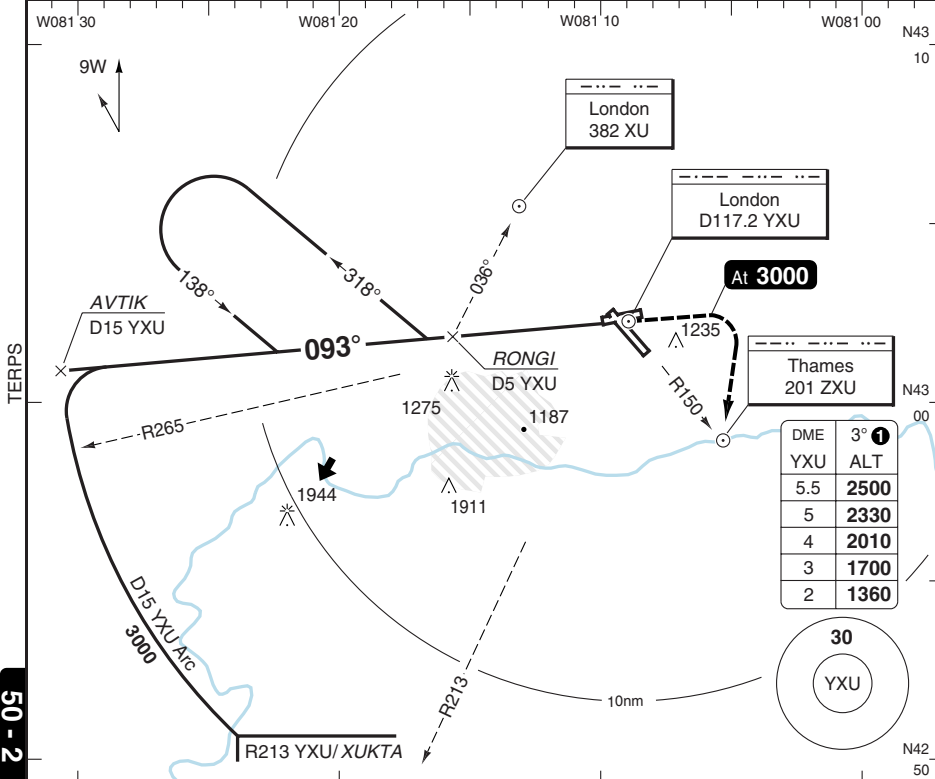 W081 30
W081 20
W081 10
W081 00
N43
10
9W
London
382 XU
London
D117.2 YXU
At 3000
036°
318°
138°
AVTIK
D15 YXU
093°
1235
RONGI
D5 YXU
Thames
201 ZXU
TERPS
R150
N43
00
1275
1187
R265
DME
3° 1
YXU
ALT
5.5
2500
5
2330
4
2010
3
1700
2
1360
1944
1911
D15 YXU Arc
3000
30
YXU
R213
10nm
50 - 2
R213 YXU/ XUKTA
N42
50